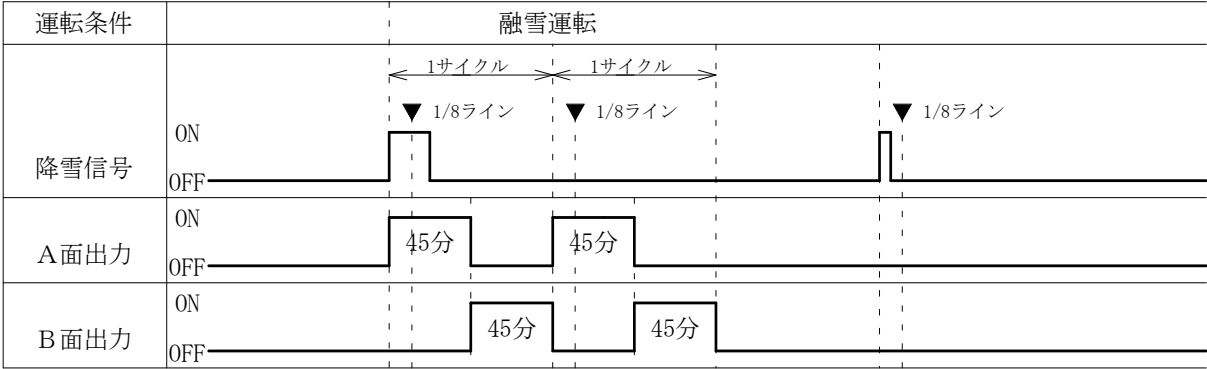 運転条件
融雪運転
1サイクル
1サイクル
1/8ライン
1/8ライン
1/8ライン
降雪信号
ON
OFF
A面出力
ON
OFF
45分
45分
B面出力
ON
OFF
45分
45分